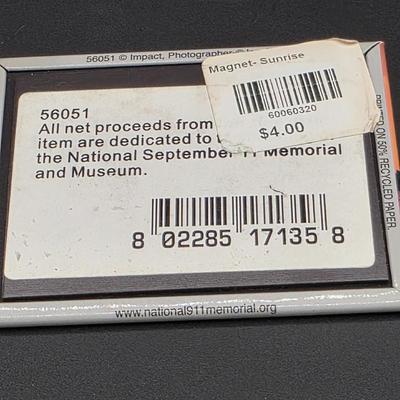 56051 © Impact, Photographer ©
Magnet- Sunrise
60060320
$4.00
56051
All net proceeds from
item are dedicated to
the National September 11 Memorial
and Museum.
8 02285 17135 8
www.national911memorial.org
ON 50% RECYCLED PAPER.